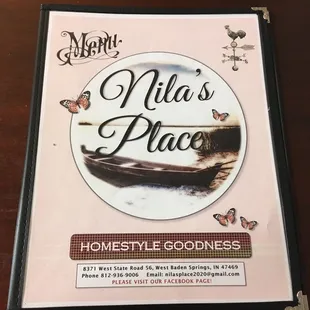 Menu
Nila's
Place
HOMESTYLE GOODNESS
8371 West State Road 56, West Baden Springs, IN 47469
Phone 812-936-9006 Email: nilasplace2020@gmail.com
PLEASE VISIT OUR FACEBOOK PAGE!